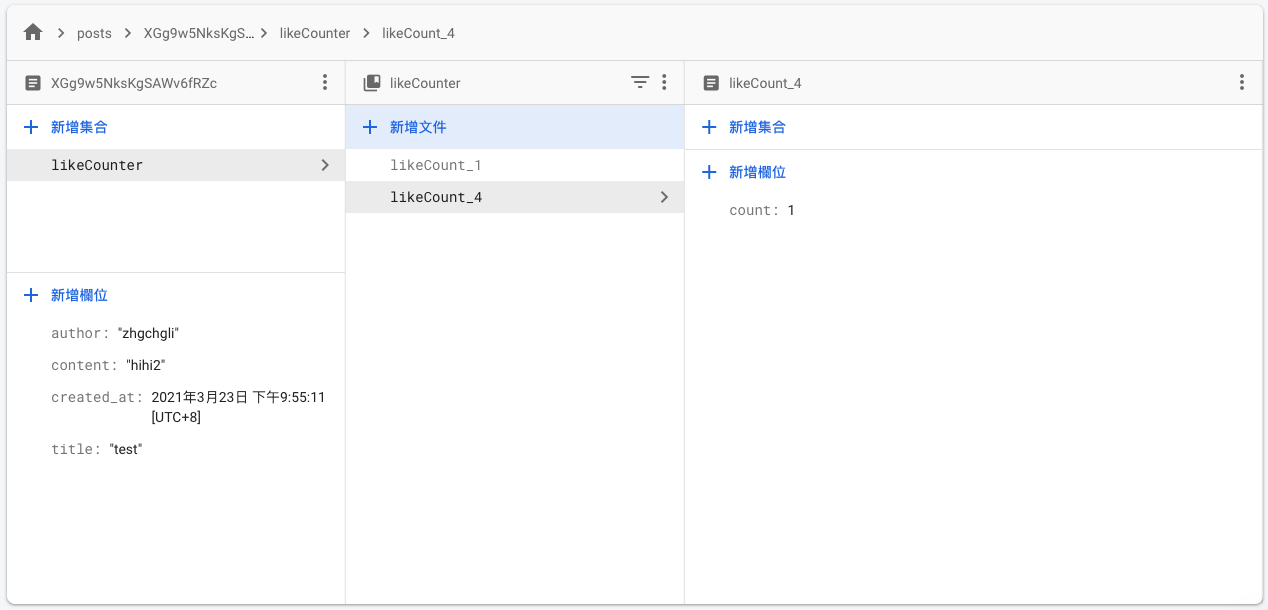 posts
XGg9w5NksKgS...
likeCounter
likeCount_4
XGg9w5NksKgSAWv6fRZc
likeCounter
likeCount_4
新增集合
新增文件
新增集合
likeCounter
likeCount_1
likeCount_4
新增欄位
count: 1
新增欄位
author: "zhgchgli"
content: "hihi2"
created_at: 2021年3月23日 下午9:55:11
[UTC+8]
title: "test"